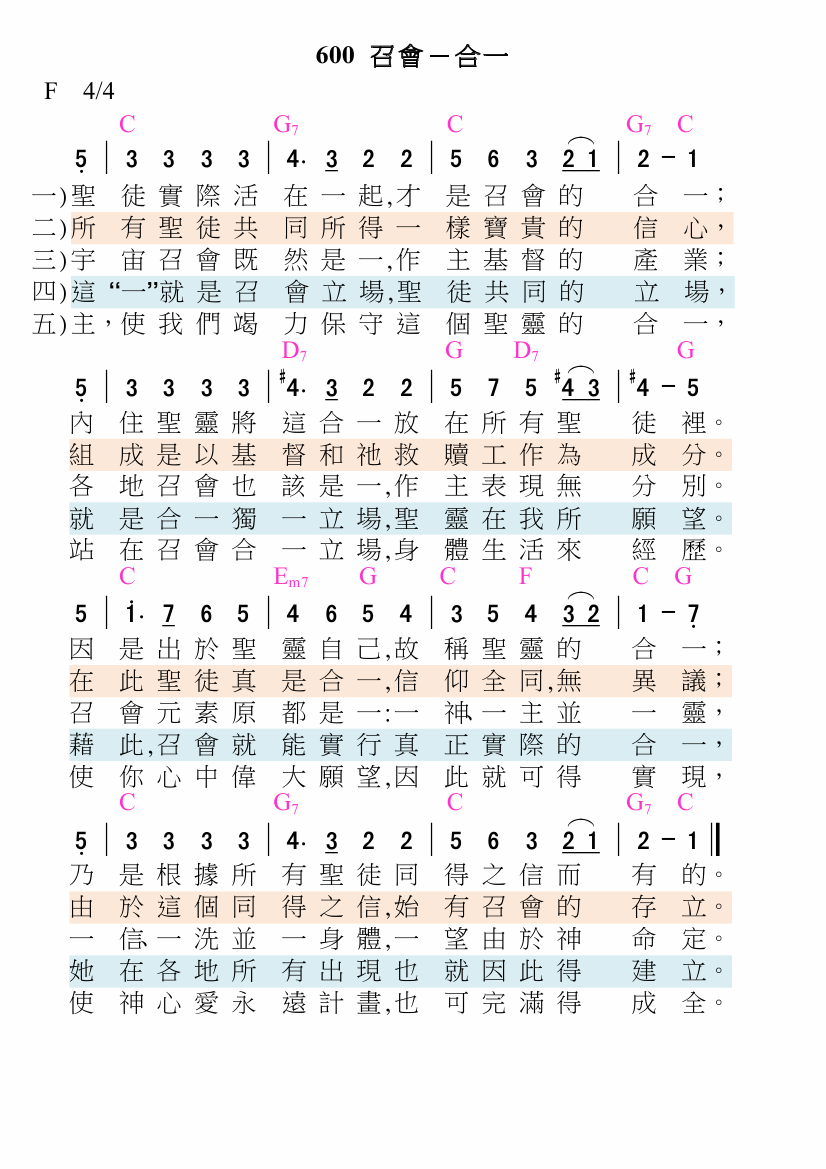 600 召會－合一
F 4/4
C G7 C G7 C
5 | 3 3 3 3 | 4· 3 2 2 | 5 6 3 2 1 | 2 － 1
一)聖徒實際活在一起,才是召會的合一；
二)所有聖徒共同所得一樣寶貴的信心，
三)宇宙召會既然是一,作主基督的產業；
四)這“一”就是召會立場,聖徒共同的立場，
五)主，使我們竭力保守這個聖靈的合一，
D7 G D7 G
5 | 3 3 3 3 | #4· 3 2 2 | 5 7 5 #4 3 | #4 － 5
內住聖靈將這合一放在所有聖徒裡。
組成是以基督和祂救贖工作為成分。
各地召會也該是一,作主表現無分別。
就是合一獨一立場,聖靈在我所願望。
站在召會合一立場,身體生活來經歷。
C Em7 G C F C G
5 | 1· 7 6 5 | 4 6 5 4 | 3 5 4 3 2 | 1 － 7
因是出於聖靈自己,故稱聖靈的合一；
在此聖徒真是合一,信仰全同,無異議；
召會元素原都是一:一神、一主並一靈，
藉此,召會就能實行真正實際的合一，
使你心中偉大願望,因此就可得實現，
C G7 C G7 C
5 | 3 3 3 3 | 4· 3 2 2 | 5 6 3 2 1 | 2 － 1 ‖
乃是根據所有聖徒同得之信而有的。
由於這個同得之信,始有召會的存立。
一信、一洗並一身體,一望由於神命定。
她在各地所有出現也就因此得建立。
使神心愛永遠計畫,也可完滿得成全。